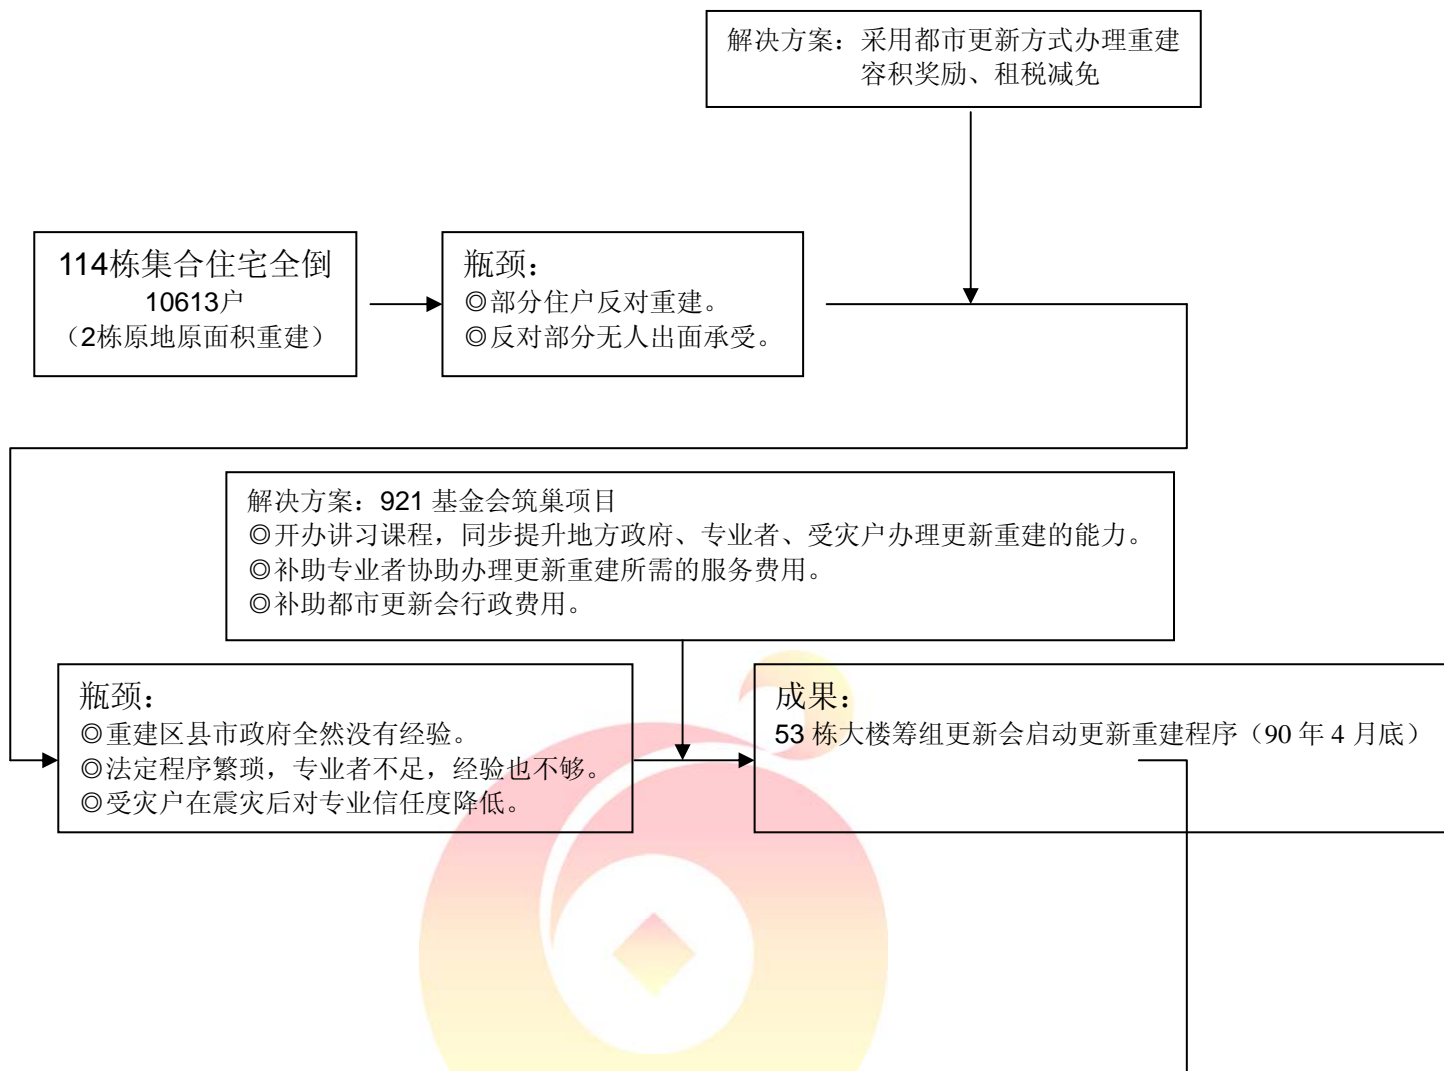 解决方案：采用都市更新方式办理重建
容积奖励、租税减免
114栋集合住宅全倒
10613户
（2栋原地原面积重建）
瓶颈：
◎部分住户反对重建。
◎反对部分无人出面承受。
解决方案：921 基金会筑巢项目
◎开办讲习课程，同步提升地方政府、专业者、受灾户办理更新重建的能力。
◎补助专业者协助办理更新重建所需的服务费用。
◎补助都市更新会行政费用。
瓶颈：
◎重建区县市政府全然没有经验。
◎法定程序繁琐，专业者不足，经验也不够。
◎受灾户在震灾后对专业信任度降低。
成果：
53 栋大楼筹组更新会启动更新重建程序（90 年 4 月底）